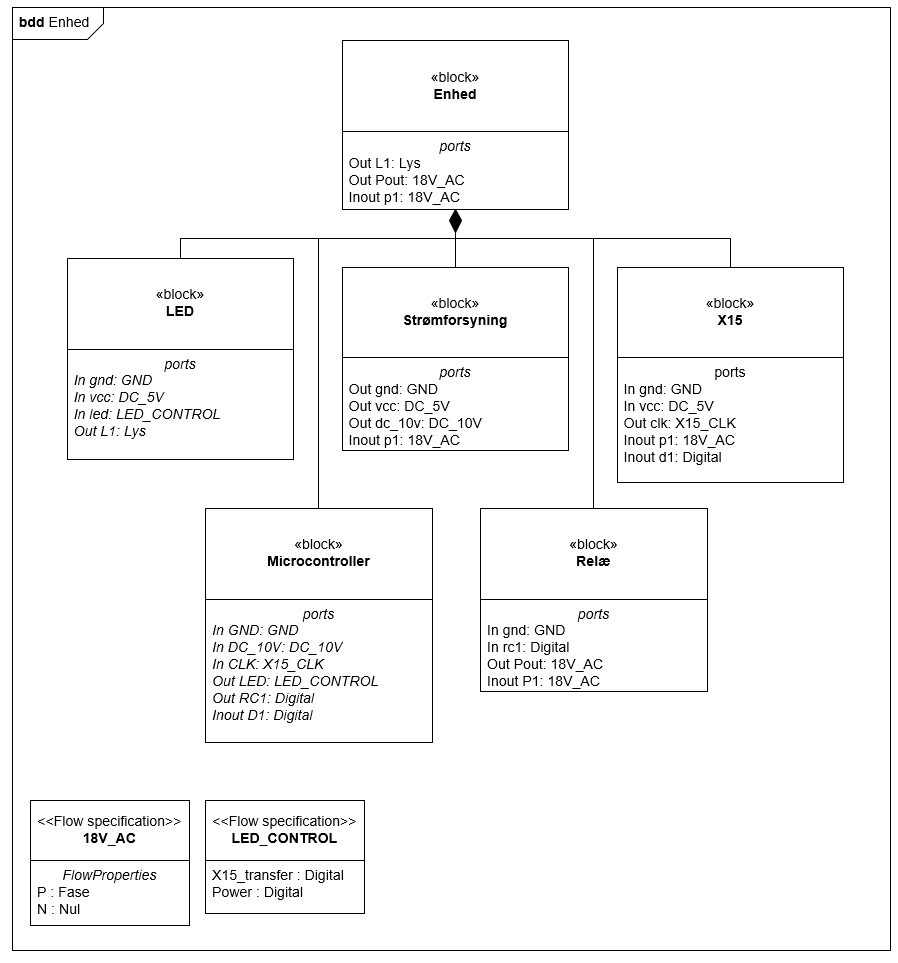 bdd Enhed
«block»
Enhed
ports
Out L1: Lys
Out Pout: 18V_AC
Inout p1: 18V_AC
«block»
LED
ports
In gnd: GND
In vcc: DC_5V
In led: LED_CONTROL
Out L1: Lys
«block»
Strømforsyning
ports
Out gnd: GND
Out vcc: DC_5V
Out dc_10v: DC_10V
Inout p1: 18V_AC
«block»
X15
ports
In gnd: GND
In vcc: DC_5V
Out clk: X15_CLK
Inout p1: 18V_AC
Inout d1: Digital
«block»
Microcontroller
ports
In GND: GND
In DC_10V: DC_10V
In CLK: X15_CLK
Out LED: LED_CONTROL
Out RC1: Digital
Inout D1: Digital
«block»
Relæ
ports
In gnd: GND
In rc1: Digital
Out Pout: 18V_AC
Inout P1: 18V_AC
<<Flow specification>>
18V_AC
FlowProperties
P : Fase
N : Nul
<<Flow specification>>
LED_CONTROL
X15_transfer : Digital
Power : Digital